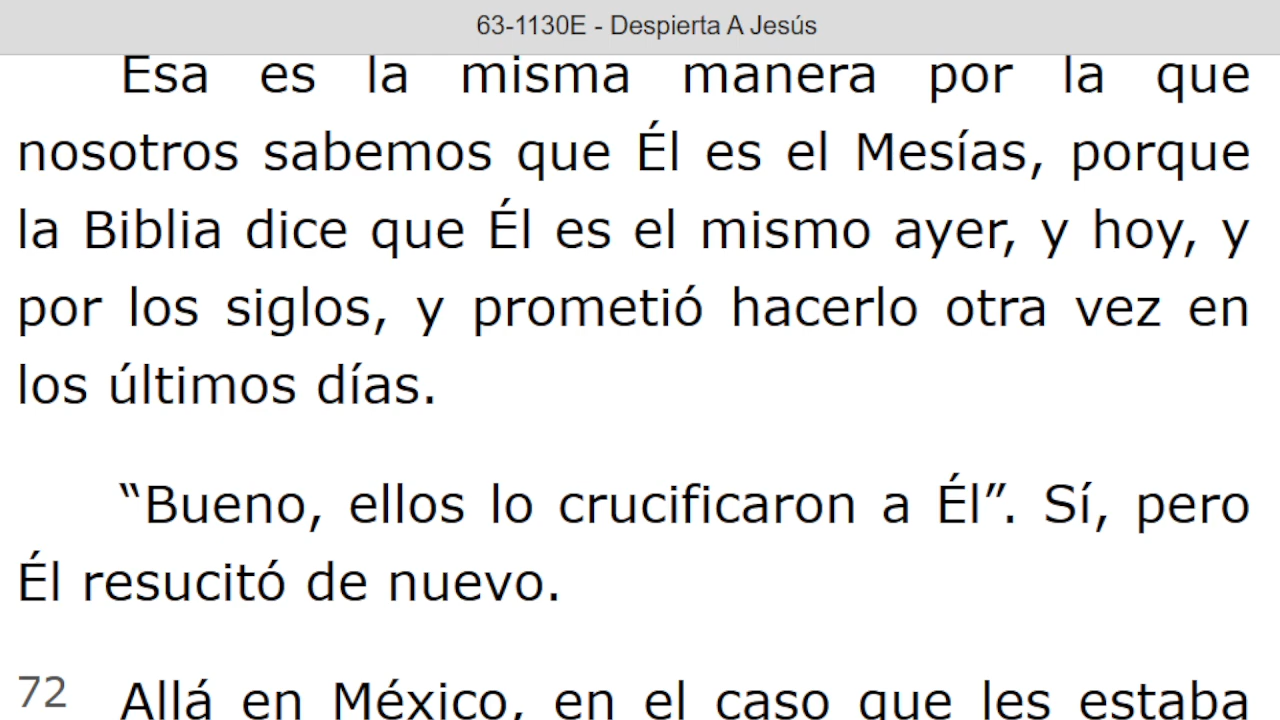 63-1130E - Despierta A Jesús
Esa es la misma manera por la que
nosotros sabemos que Él es el Mesías, porque
la Biblia dice que Él es el mismo ayer, y hoy, y
por los siglos, y prometió hacerlo otra vez en
los últimos días.
“Bueno, ellos lo crucificaron a Él”. Sí, pero
Él resucitó de nuevo.
72 Allá en México, en el caso que les estaba